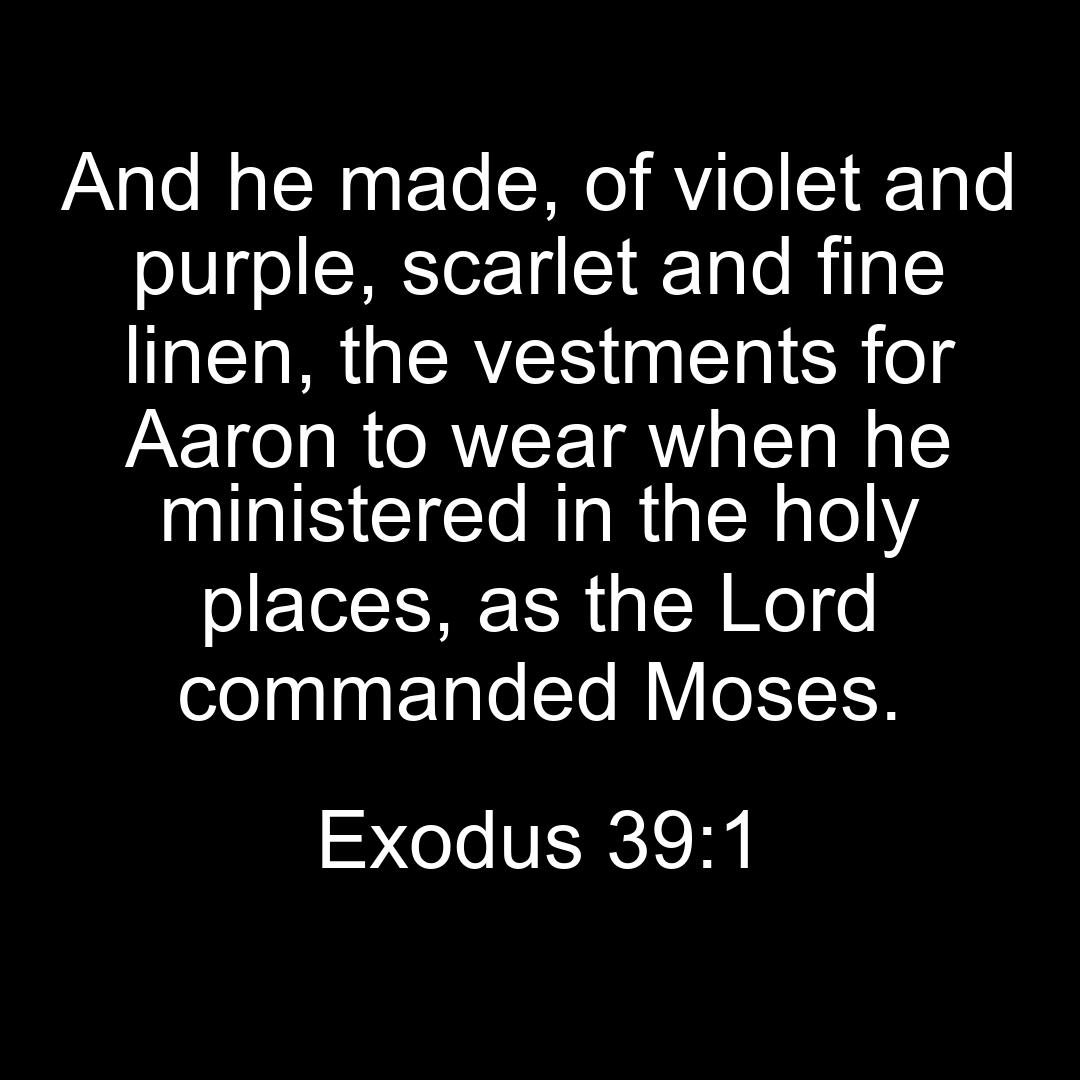 And he made, of violet and
purple, scarlet and fine
linen, the vestments for
Aaron to wear when he
ministered in the holy
places, as the Lord
commanded Moses.
Exodus 39:1